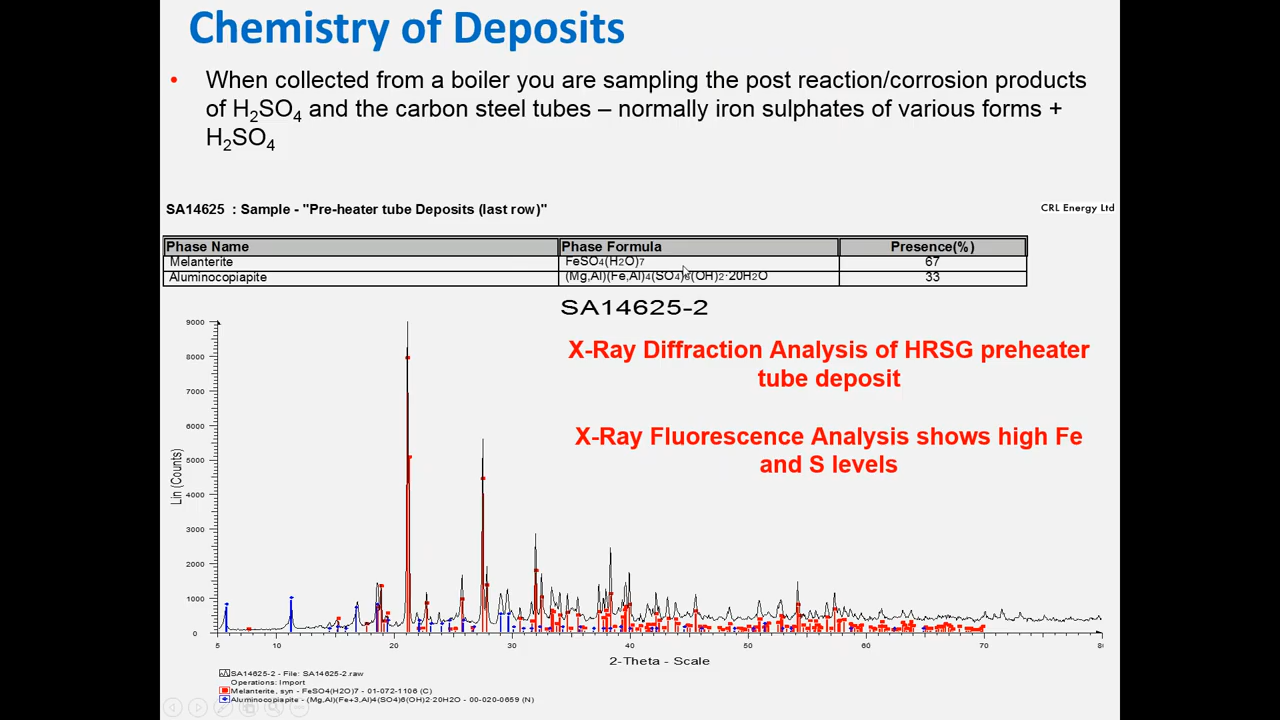 Chemistry of Deposits
• When collected from a boiler you are sampling the post reaction/corrosion products
of H2SO4 and the carbon steel tubes – normally iron sulphates of various forms +
H2SO4
SA14625 : Sample - "Pre-heater tube Deposits (last row)"
CRL Energy Ltd
Phase Name Phase Formula Presence(%)
Melanterite FeSO4(H2O)7 67
Aluminocopiapite (Mg,Al)(Fe,Al)4(SO4)6(OH)2·20H2O 33
SA14625-2
X-Ray Diffraction Analysis of HRSG preheater
tube deposit
X-Ray Fluorescence Analysis shows high Fe
and S levels
Lin (Counts)
9000
8000
7000
6000
5000
4000
3000
2000
1000
0
5 10 20 30 40 50 60 70 80
2-Theta - Scale
SA14625-2 - File: SA14625-2.raw
Operations: Import
Melanterite, syn - FeSO4(H2O)7 - 01-072-1106 (C)
Aluminocopiapite - (Mg,Al)(Fe+3,Al)4(SO4)6(OH)2·20H2O - 00-020-0659 (N)